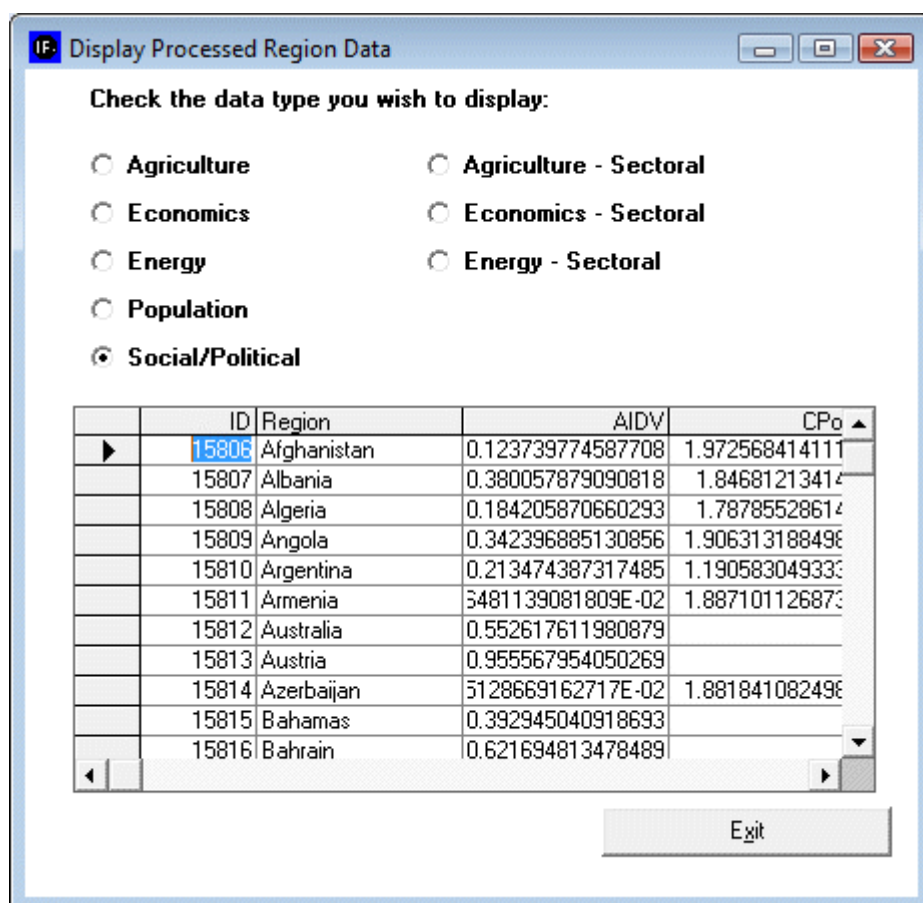 IFs Display Processed Region Data
Check the data type you wish to display:
Agriculture Agriculture - Sectoral
Economics Economics - Sectoral
Energy Energy - Sectoral
Population
Social/Political
ID Region AIDV CPo
15806 Afghanistan 0.1237397745877​08 1.972568414111
15807 Albania 0.380057879090818 1.84681213414
15808 Algeria 0.184205870660293 1.78785528614
15809 Angola 0.342396885130856 1.906313188498
15810 Argentina 0.213474387317485 1.190583049333
15811 Armenia 5481139081809E-02 1.887101126873
15812 Australia 0.552617611980879
15813 Austria 0.955567954050269
15814 Azerbaijan 5128669162717E-02 1.881841082498
15815 Bahamas 0.392945040918693
15816 Bahrain 0.621694813478489
Exit